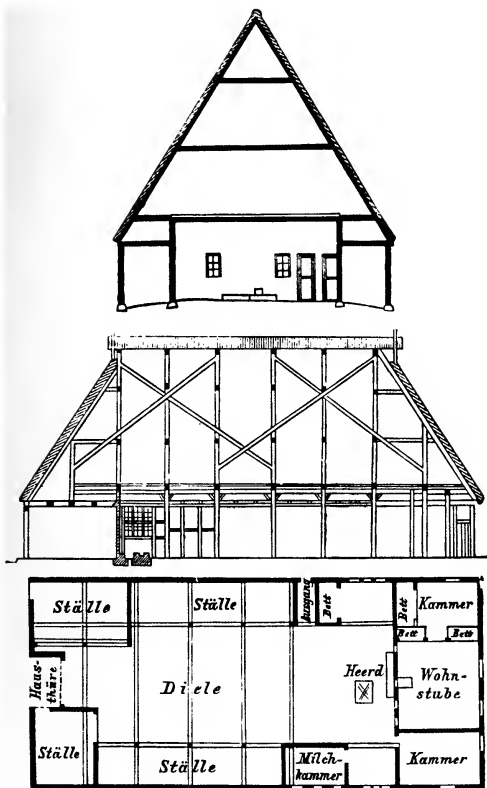 Ställe
Ställe
Ausgang
Bett
Bett
Kammer
Bett
Bett
Haus-
thüre
Diele
Heerd
Wohn-
stube
Ställe
Ställe
Milch-
kammer
Kammer